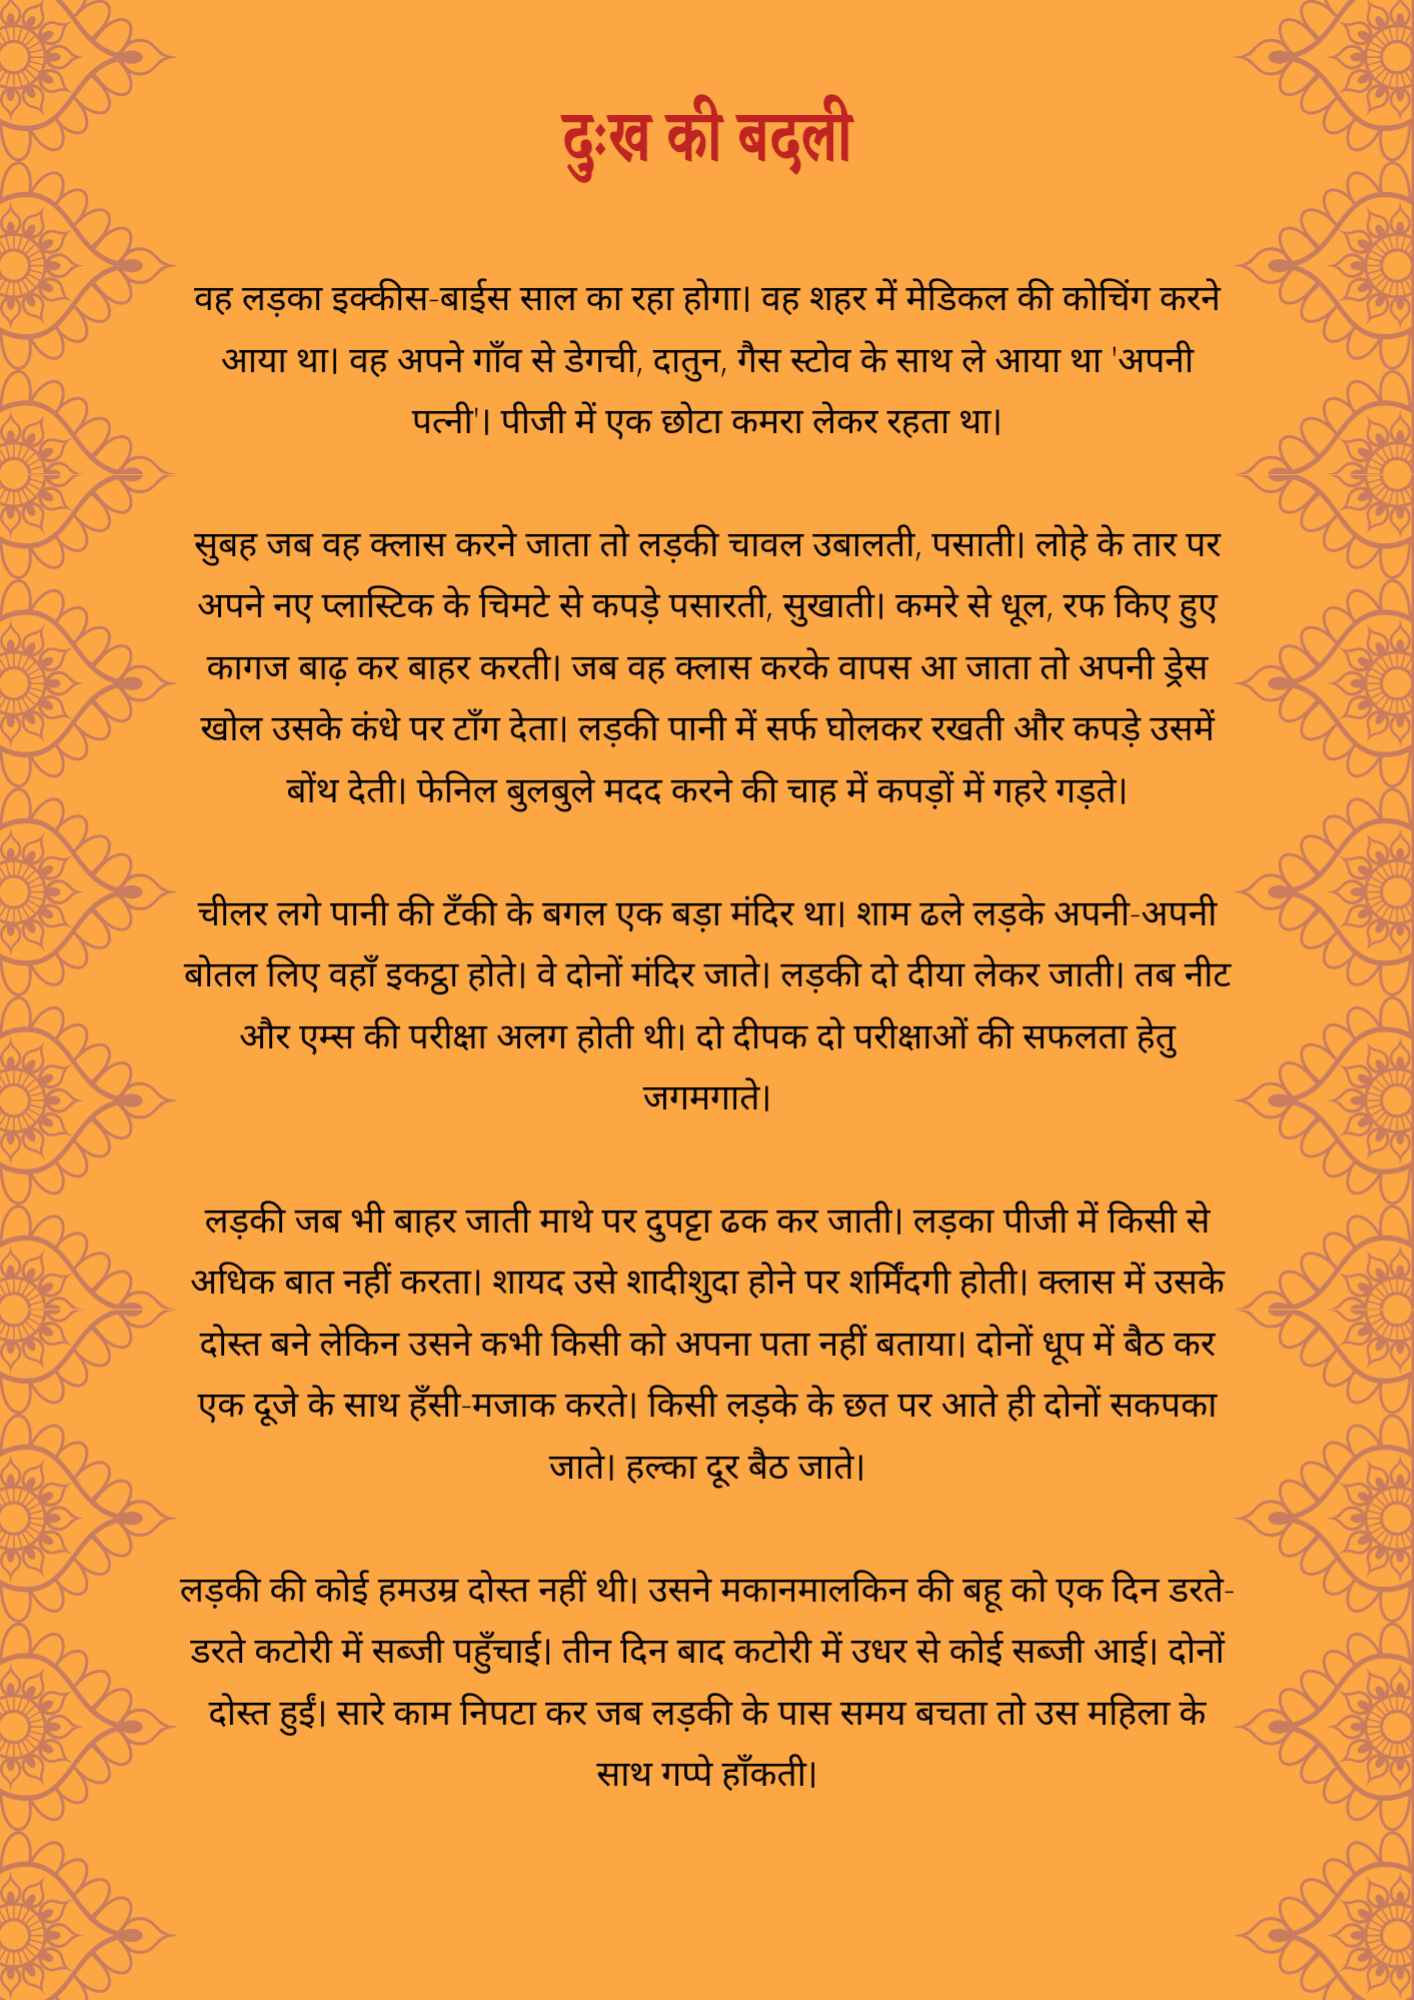 दुःख की बदली
वह लड़का इक्कीस-बाईस साल का रहा होगा। वह शहर में मेडिकल की कोचिंग करने
आया था। वह अपने गाँव से डेगची, दातुन, गैस स्टोव के साथ ले आया था 'अपनी
पत्नी'। पीजी में एक छोटा कमरा लेकर रहता था।
सुबह जब वह क्लास करने जाता तो लड़की चावल उबालती, पसाती। लोहे के तार पर
अपने नए प्लास्टिक के चिमटे से कपड़े पसारती, सुखाती। कमरे से धूल, रफ किए हुए
कागज बाढ़ कर बाहर करती। जब वह क्लास करके वापस आ जाता तो अपनी ड्रेस
खोल उसके कंधे पर टाँग देता। लड़की पानी में सर्फ घोलकर रखती और कपड़े उसमें
बोंथ देती। फेनिल बुलबुले मदद करने की चाह में कपड़ों में गहरे गड़ते।
चीलर लगे पानी की टँकी के बगल एक बड़ा मंदिर था। शाम ढले लड़के अपनी-अपनी
बोतल लिए वहाँ इकट्ठा होते। वे दोनों मंदिर जाते। लड़की दो दीया लेकर जाती। तब नीट
और एम्स की परीक्षा अलग होती थी। दो दीपक दो परीक्षाओं की सफलता हेतु
जगमगाते।
लड़की जब भी बाहर जाती माथे पर दुपट्टा ढक कर जाती। लड़का पीजी में किसी से
अधिक बात नहीं करता। शायद उसे शादीशुदा होने पर शर्मिंदगी होती। क्लास में उसके
दोस्त बने लेकिन उसने कभी किसी को अपना पता नहीं बताया। दोनों धूप में बैठ कर
एक दूजे के साथ हँसी-मजाक करते। किसी लड़के के छत पर आते ही दोनों सकपका
जाते। हल्का दूर बैठ जाते।
लड़की की कोई हमउम्र दोस्त नहीं थी। उसने मकानमालकिन की बहू को एक दिन डरते-
डरते कटोरी में सब्जी पहुँचाई। तीन दिन बाद कटोरी में उधर से कोई सब्जी आई। दोनों
दोस्त हुईं। सारे काम निपटा कर जब लड़की के पास समय बचता तो उस महिला के
साथ गप्पे हाँकती।